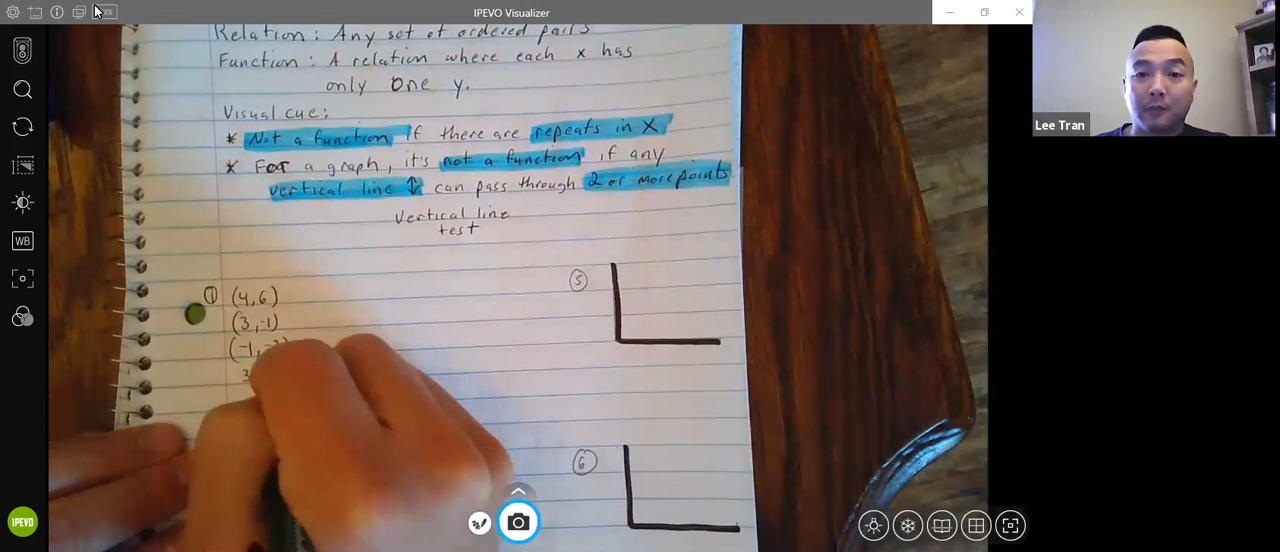 IPEVO Visualizer
Relation: Any set of ordered pairs
Function: A relation where each x has
only one y.
Visual cue:
* Not a function if there are repeats in X
* For a graph, it's not a function if any
vertical line ↕ can pass through 2 or more points
Vertical line
test
① (4,6)
(3,-1)
(-1,
3
⑤
⑥
Lee Tran
WB
IPEVO